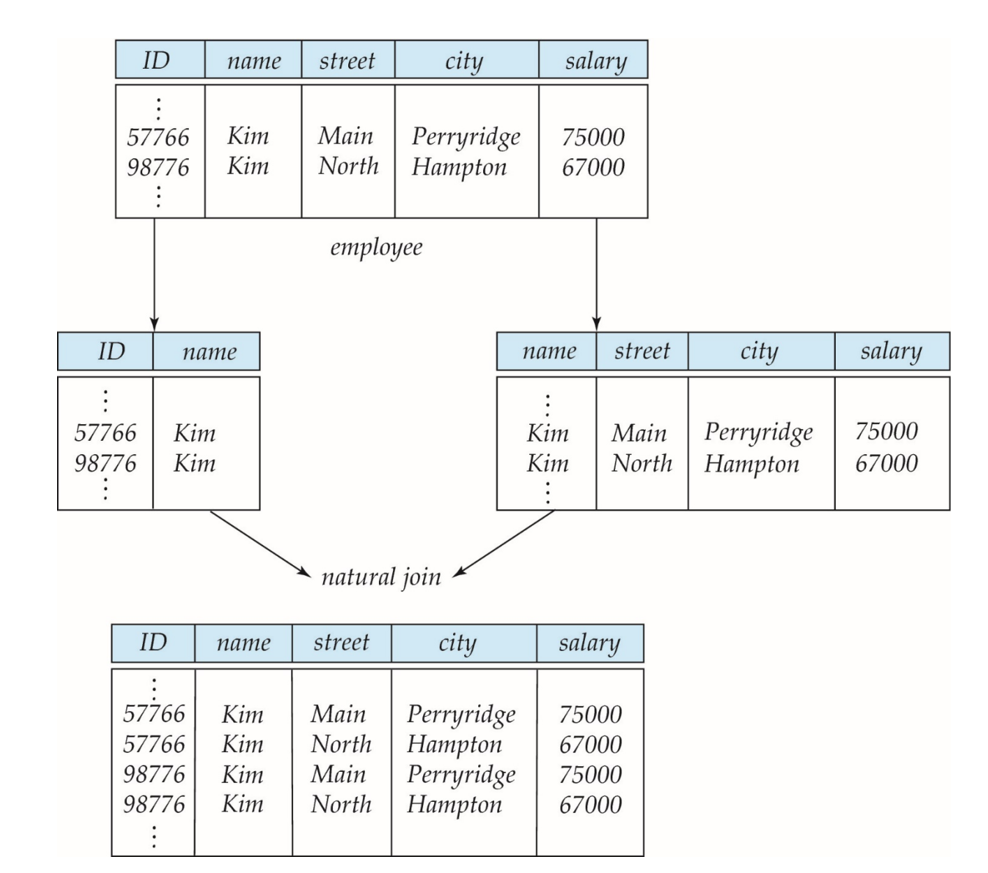 ID name street city salary
⋮
57766 Kim Main Perryridge 75000
98776 Kim North Hampton 67000
⋮
employee
ID name
⋮
57766 Kim
98776 Kim
⋮
name street city salary
⋮
Kim Main Perryridge 75000
Kim North Hampton 67000
⋮
natural join
ID name street city salary
⋮
57766 Kim Main Perryridge 75000
57766 Kim North Hampton 67000
98776 Kim Main Perryridge 75000
98776 Kim North Hampton 67000
⋮